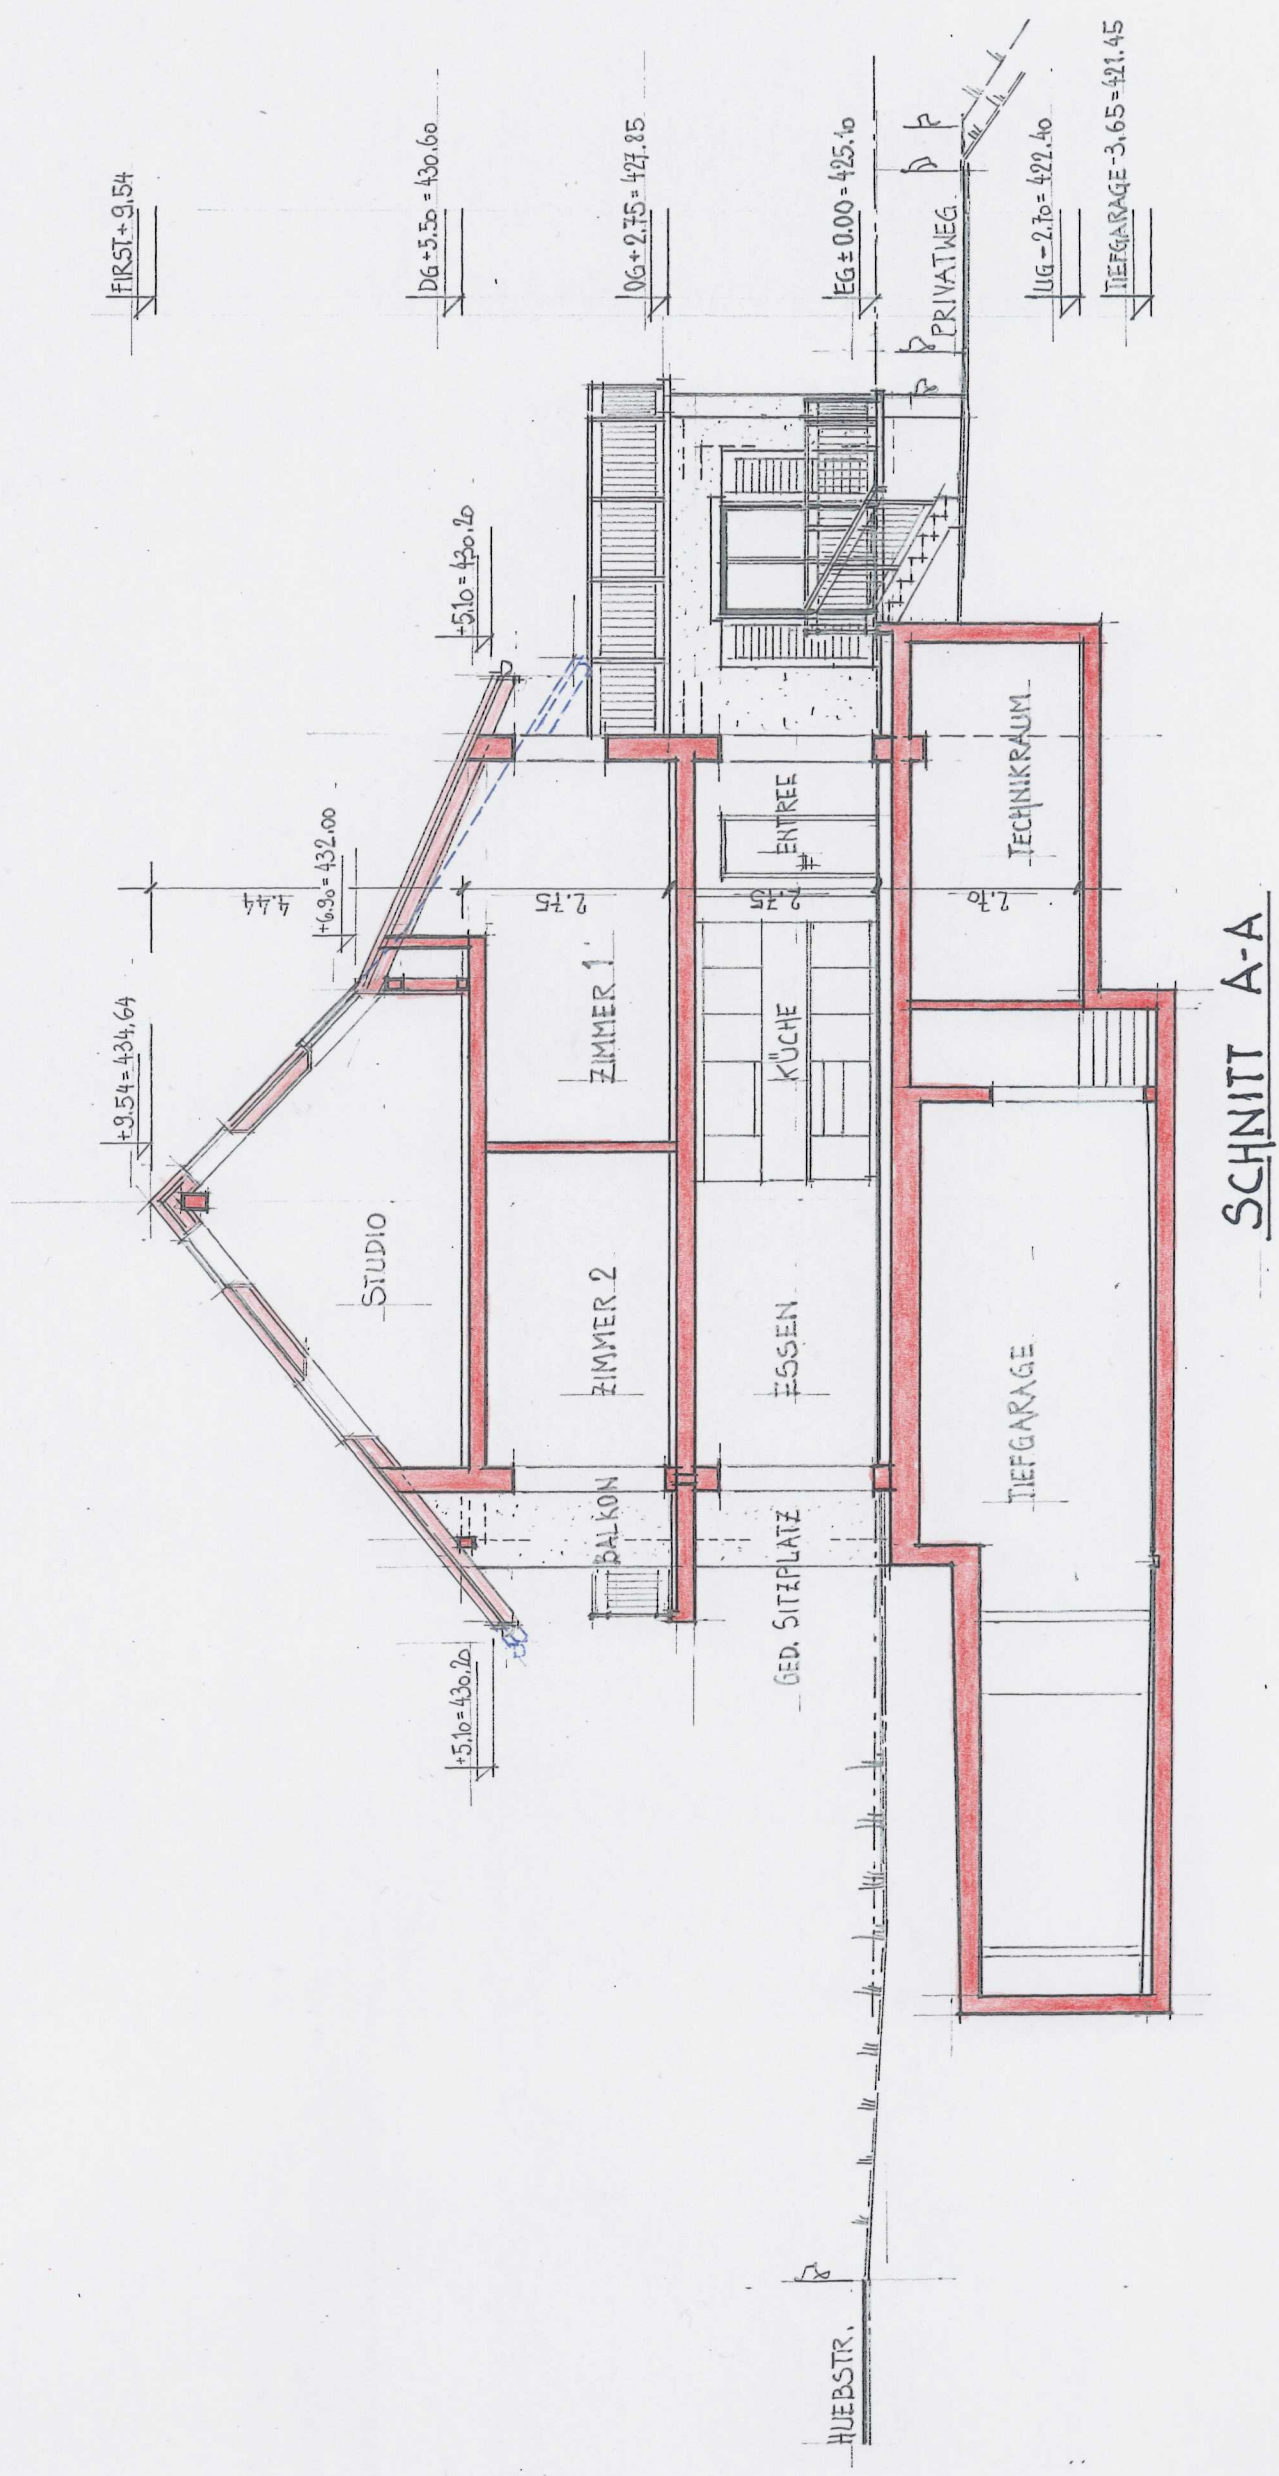 FIRST + 9.54
DG + 5.50 = 430.60
OG + 2.75 = 427.85
EG ± 0.00 = 425.10
UG - 2.70 = 422.40
TIEFGARAGE - 3.65 = 421.45
+9.54 = 434,64
+6.90 = 432.00
+5.10 = 430.20
+5.10 = 430.20
4.44
2.75
2.75
2.70
STUDIO
BALKON
ZIMMER 2
ZIMMER 1
GED. SITZPLATZ
ESSEN
KÜCHE
ENTREE
HUEBSTR.
PRIVATWEG
TIEFGARAGE
TECHNIKRAUM
SCHNITT A-A